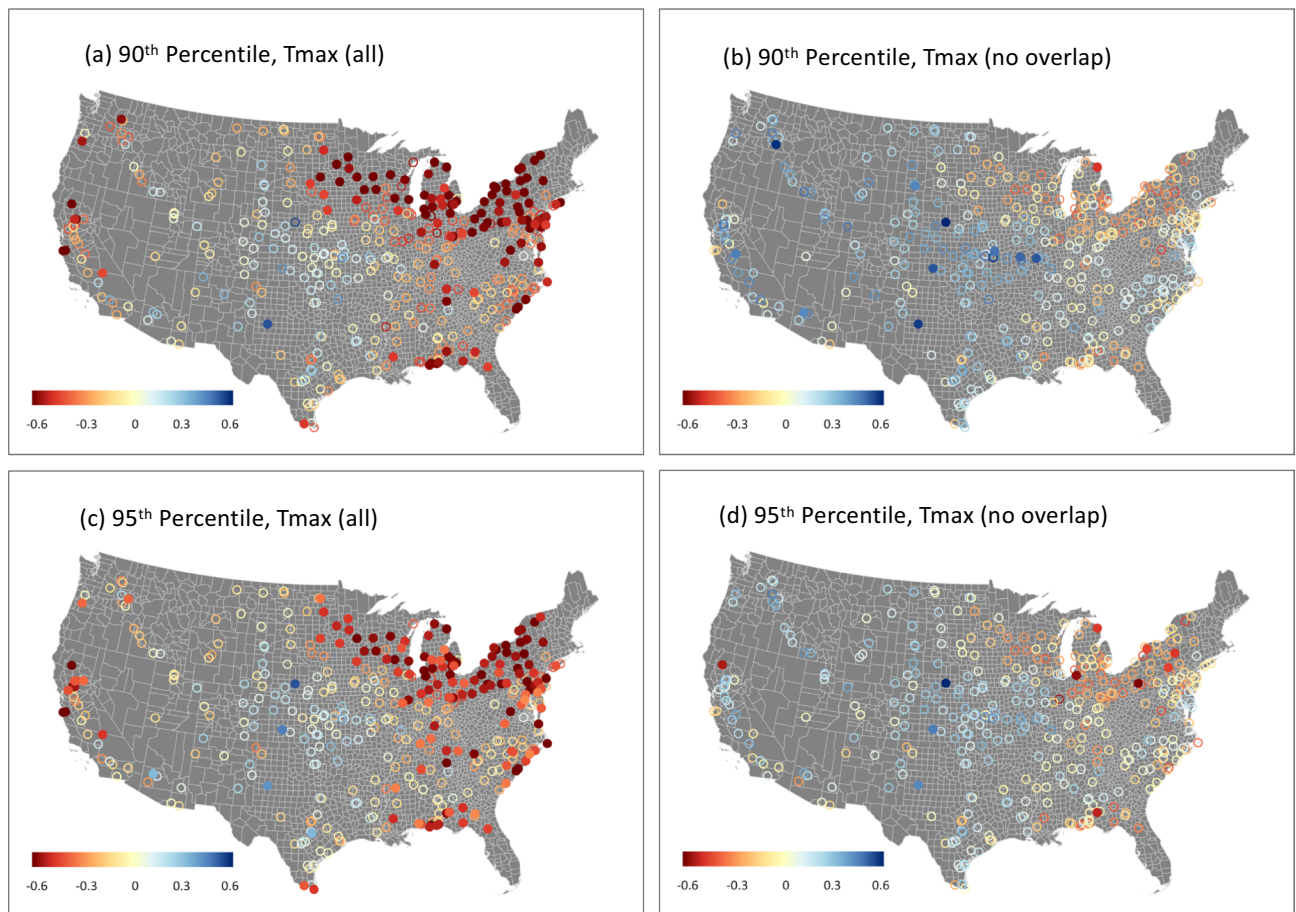 (a) 90th Percentile, Tmax (all)
-0.6 -0.3 0 0.3 0.6
(b) 90th Percentile, Tmax (no overlap)
-0.6 -0.3 0 0.3 0.6
(c) 95th Percentile, Tmax (all)
-0.6 -0.3 0 0.3 0.6
(d) 95th Percentile, Tmax (no overlap)
-0.6 -0.3 0 0.3 0.6